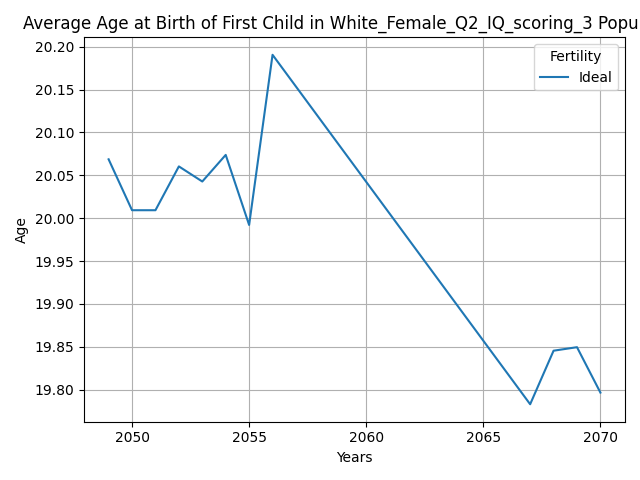 Average Age at Birth of First Child in White_Female_Q2_IQ_scoring_3 Popu
20.20
20.15
20.10
20.05
20.00
19.95
19.90
19.85
19.80
Age
Fertility
Ideal
2050 2055 2060 2065 2070
Years